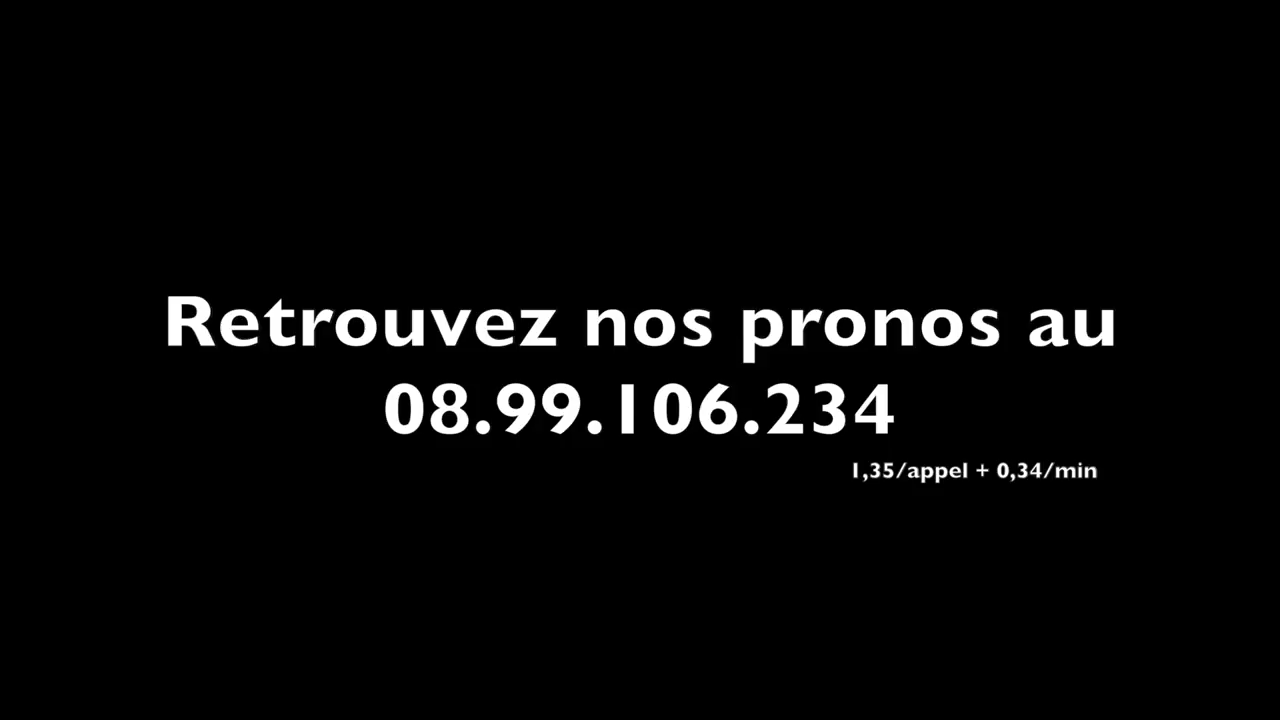 Retrouvez nos pronos au
08.99.106.234
1,35/appel + 0,34/min